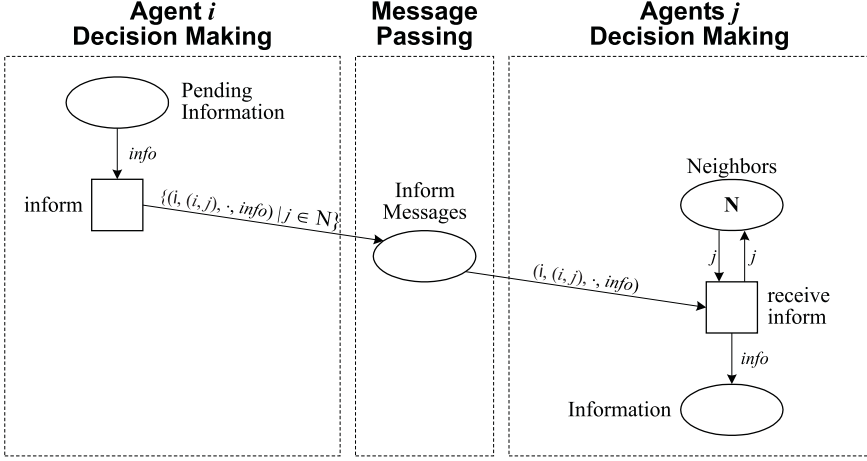 Agent i
Decision Making
Message
Passing
Agents j
Decision Making
Pending
Information
info
inform
{(i, (i, j), ·, info) | j ∈ N}
Inform
Messages
(i, (i, j), ·, info)
Neighbors
N
j
j
receive
inform
info
Information